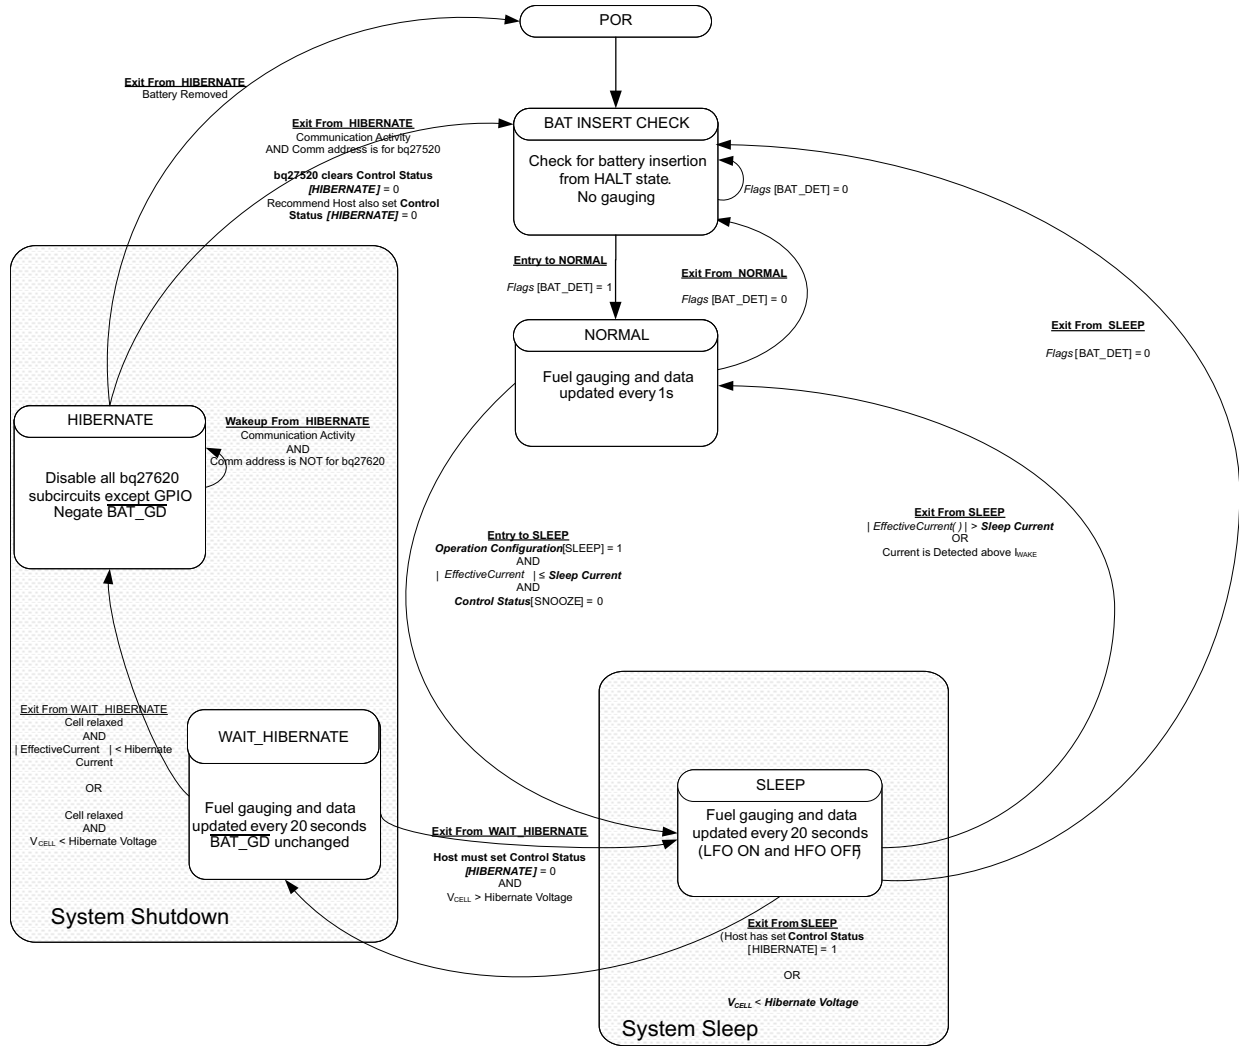 POR
Exit From HIBERNATE
Battery Removed
Exit From HIBERNATE
Communication Activity
AND Comm address is for bq27520
bq27520 clears Control Status
[HIBERNATE] = 0
Recommend Host also set Control
Status [HIBERNATE] = 0
BAT INSERT CHECK
Check for battery insertion
from HALT state.
No gauging
Flags [BAT_DET] = 0
Entry to NORMAL
Flags [BAT_DET] = 1
Exit From NORMAL
Flags [BAT_DET] = 0
Exit From SLEEP
Flags [BAT_DET] = 0
NORMAL
Fuel gauging and data
updated every 1s
HIBERNATE
Disable all bq27620
subcircuits except GPIO
Negate BAT_GD
Wakeup From HIBERNATE
Communication Activity
AND
Comm address is NOT for bq27620
Entry to SLEEP
Operation Configuration[SLEEP] = 1
AND
| EffectiveCurrent | ≤ Sleep Current
AND
Control Status[SNOOZE] = 0
Exit From SLEEP
| EffectiveCurrent( ) | > Sleep Current
OR
Current is Detected above IWAKE
Exit From WAIT_HIBERNATE
Cell relaxed
AND
| EffectiveCurrent | < Hibernate
Current
OR
Cell relaxed
AND
VCELL < Hibernate Voltage
WAIT_HIBERNATE
Fuel gauging and data
updated every 20 seconds
BAT_GD unchanged
System Shutdown
Exit From WAIT_HIBERNATE
Host must set Control Status
[HIBERNATE] = 0
AND
VCELL > Hibernate Voltage
SLEEP
Fuel gauging and data
updated every 20 seconds
(LFO ON and HFO OFF)
Exit From SLEEP
(Host has set Control Status
[HIBERNATE] = 1
OR
VCELL < Hibernate Voltage
System Sleep